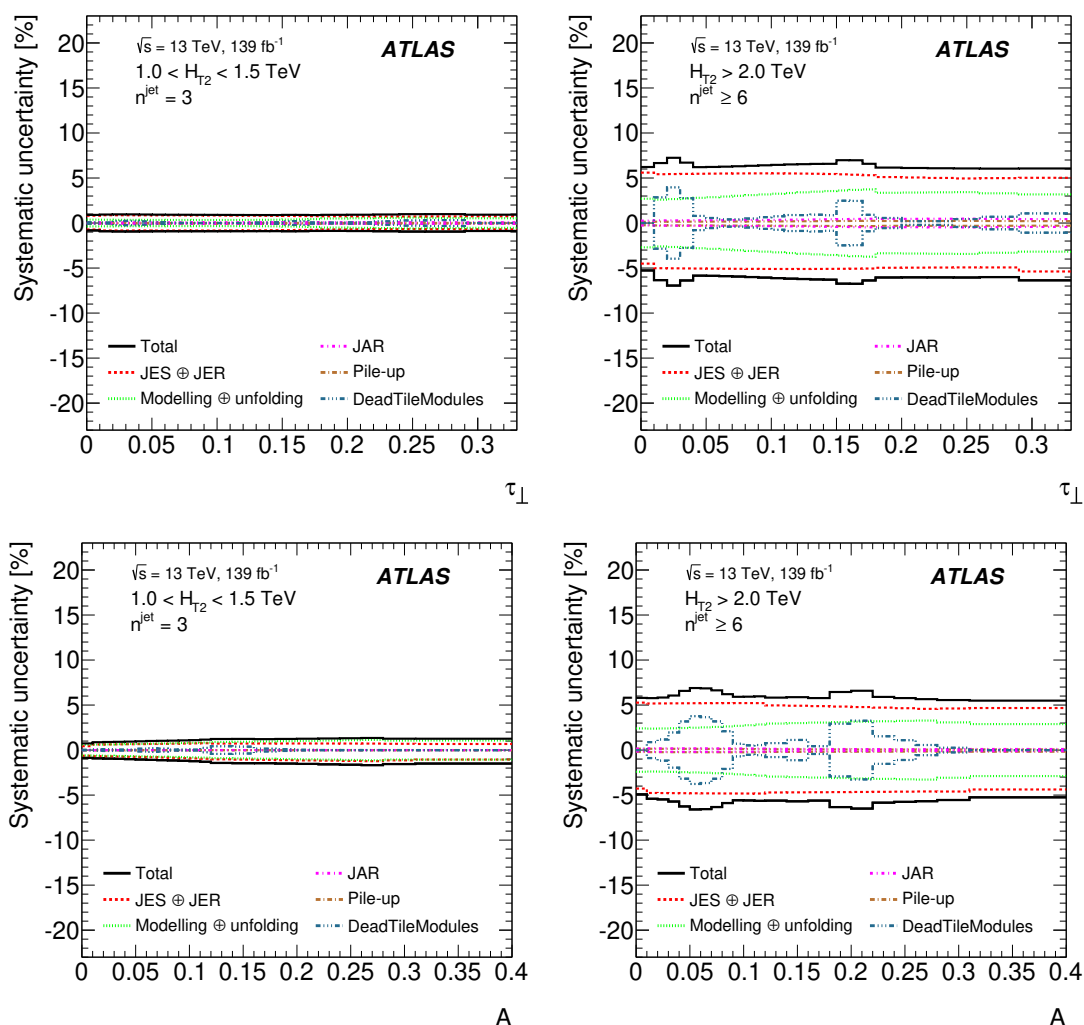 Systematic uncertainty [%]
20
15
10
5
0
-5
-10
-15
-20
√s = 13 TeV, 139 fb⁻¹
ATLAS
1.0 < H_T2 < 1.5 TeV
n^jet = 3
Total
JAR
JES ⊕ JER
Pile-up
Modelling ⊕ unfolding
DeadTileModules
0 0.05 0.1 0.15 0.2 0.25 0.3
τ⊥
Systematic uncertainty [%]
20
15
10
5
0
-5
-10
-15
-20
√s = 13 TeV, 139 fb⁻¹
ATLAS
H_T2 > 2.0 TeV
n^jet ≥ 6
Total
JAR
JES ⊕ JER
Pile-up
Modelling ⊕ unfolding
DeadTileModules
0 0.05 0.1 0.15 0.2 0.25 0.3
τ⊥
Systematic uncertainty [%]
20
15
10
5
0
-5
-10
-15
-20
√s = 13 TeV, 139 fb⁻¹
ATLAS
1.0 < H_T2 < 1.5 TeV
n^jet = 3
Total
JAR
JES ⊕ JER
Pile-up
Modelling ⊕ unfolding
DeadTileModules
0 0.05 0.1 0.15 0.2 0.25 0.3 0.35 0.4
A
Systematic uncertainty [%]
20
15
10
5
0
-5
-10
-15
-20
√s = 13 TeV, 139 fb⁻¹
ATLAS
H_T2 > 2.0 TeV
n^jet ≥ 6
Total
JAR
JES ⊕ JER
Pile-up
Modelling ⊕ unfolding
DeadTileModules
0 0.05 0.1 0.15 0.2 0.25 0.3 0.35 0.4
A